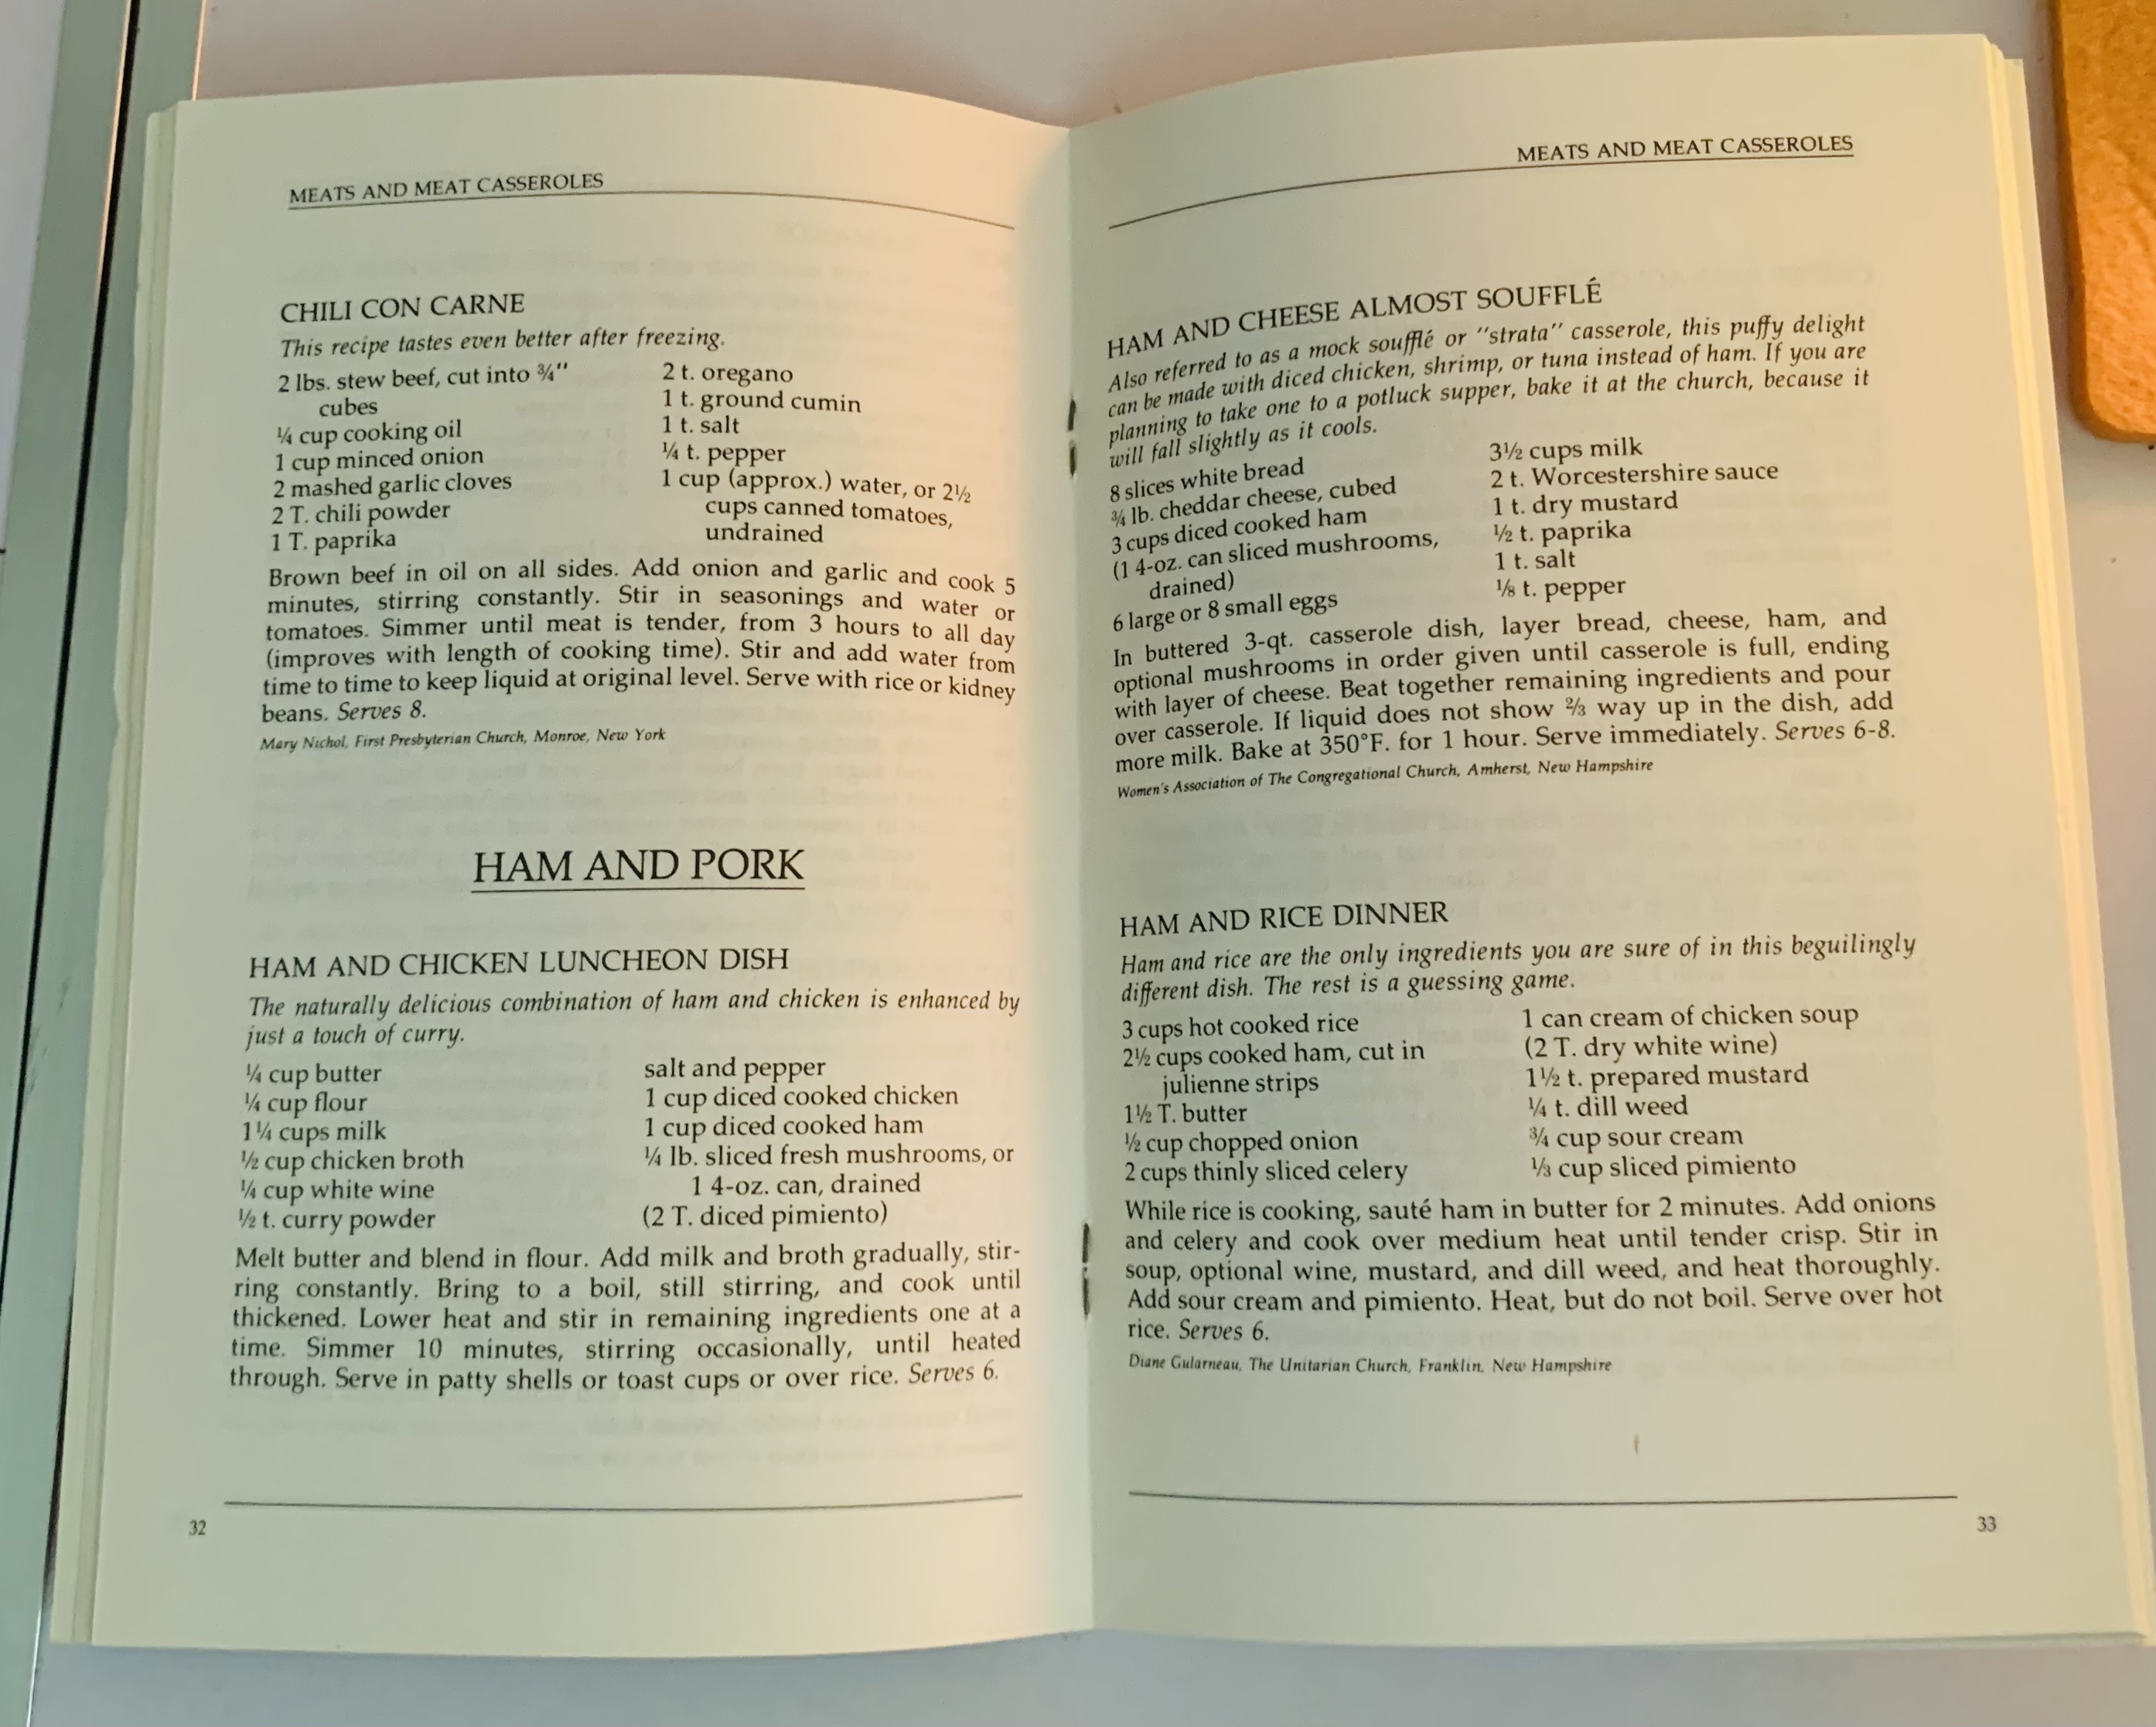 MEATS AND MEAT CASSEROLES
CHILI CON CARNE
This recipe tastes even better after freezing.
2 lbs. stew beef, cut into ¾"
cubes
¼ cup cooking oil
1 cup minced onion
2 mashed garlic cloves
2 T. chili powder
1 T. paprika
2 t. oregano
1 t. ground cumin
1 t. salt
¼ t. pepper
1 cup (approx.) water, or 2½
cups canned tomatoes,
undrained
Brown beef in oil on all sides. Add onion and garlic and cook 5
minutes, stirring constantly. Stir in seasonings and water or
tomatoes. Simmer until meat is tender, from 3 hours to all day
(improves with length of cooking time). Stir and add water from
time to time to keep liquid at original level. Serve with rice or kidney
beans. Serves 8.
Mary Nichol, First Presbyterian Church, Monroe, New York
HAM AND PORK
HAM AND CHICKEN LUNCHEON DISH
The naturally delicious combination of ham and chicken is enhanced by
just a touch of curry.
¼ cup butter
¼ cup flour
1¼ cups milk
½ cup chicken broth
¼ cup white wine
½ t. curry powder
salt and pepper
1 cup diced cooked chicken
1 cup diced cooked ham
¼ lb. sliced fresh mushrooms, or
1 4-oz. can, drained
(2 T. diced pimiento)
Melt butter and blend in flour. Add milk and broth gradually, stir-
ring constantly. Bring to a boil, still stirring, and cook until
thickened. Lower heat and stir in remaining ingredients one at a
time. Simmer 10 minutes, stirring occasionally, until heated
through. Serve in patty shells or toast cups or over rice. Serves 6.
32
MEATS AND MEAT CASSEROLES
HAM AND CHEESE ALMOST SOUFFLÉ
Also referred to as a mock soufflé or "strata" casserole, this puffy delight
can be made with diced chicken, shrimp, or tuna instead of ham. If you are
planning to take one to a potluck supper, bake it at the church, because it
will fall slightly as it cools.
8 slices white bread
¾ lb. cheddar cheese, cubed
3 cups diced cooked ham
(1 4-oz. can sliced mushrooms,
drained)
6 large or 8 small eggs
3½ cups milk
2 t. Worcestershire sauce
1 t. dry mustard
½ t. paprika
1 t. salt
⅛ t. pepper
In buttered 3-qt. casserole dish, layer bread, cheese, ham, and
optional mushrooms in order given until casserole is full, ending
with layer of cheese. Beat together remaining ingredients and pour
over casserole. If liquid does not show ⅔ way up in the dish, add
more milk. Bake at 350°F. for 1 hour. Serve immediately. Serves 6-8.
Women's Association of The Congregational Church, Amherst, New Hampshire
HAM AND RICE DINNER
Ham and rice are the only ingredients you are sure of in this beguilingly
different dish. The rest is a guessing game.
3 cups hot cooked rice
2½ cups cooked ham, cut in
julienne strips
1½ T. butter
½ cup chopped onion
2 cups thinly sliced celery
1 can cream of chicken soup
(2 T. dry white wine)
1½ t. prepared mustard
¼ t. dill weed
¾ cup sour cream
⅓ cup sliced pimiento
While rice is cooking, sauté ham in butter for 2 minutes. Add onions
and celery and cook over medium heat until tender crisp. Stir in
soup, optional wine, mustard, and dill weed, and heat thoroughly.
Add sour cream and pimiento. Heat, but do not boil. Serve over hot
rice. Serves 6.
Diane Gularneau, The Unitarian Church, Franklin, New Hampshire
33